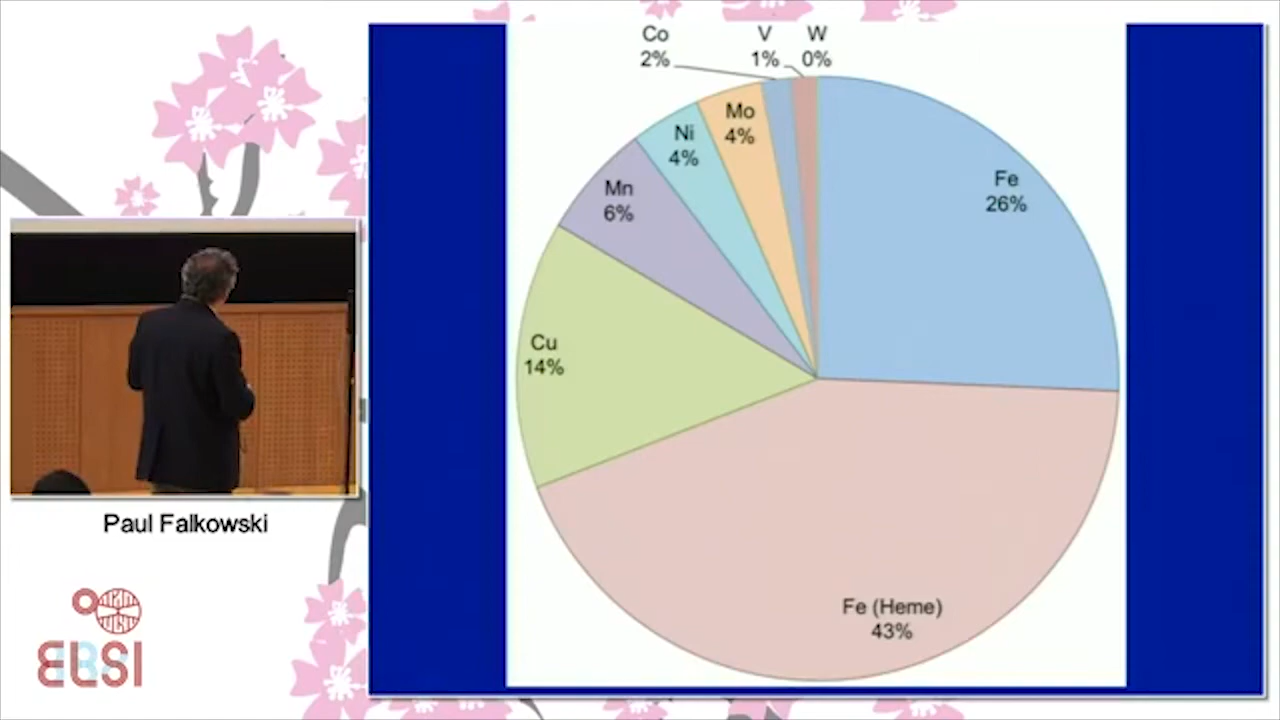 Co
2%
V
1%
W
0%
Mo
4%
Ni
4%
Mn
6%
Fe
26%
Cu
14%
Fe (Heme)
43%
Paul Falkowski
ELSI